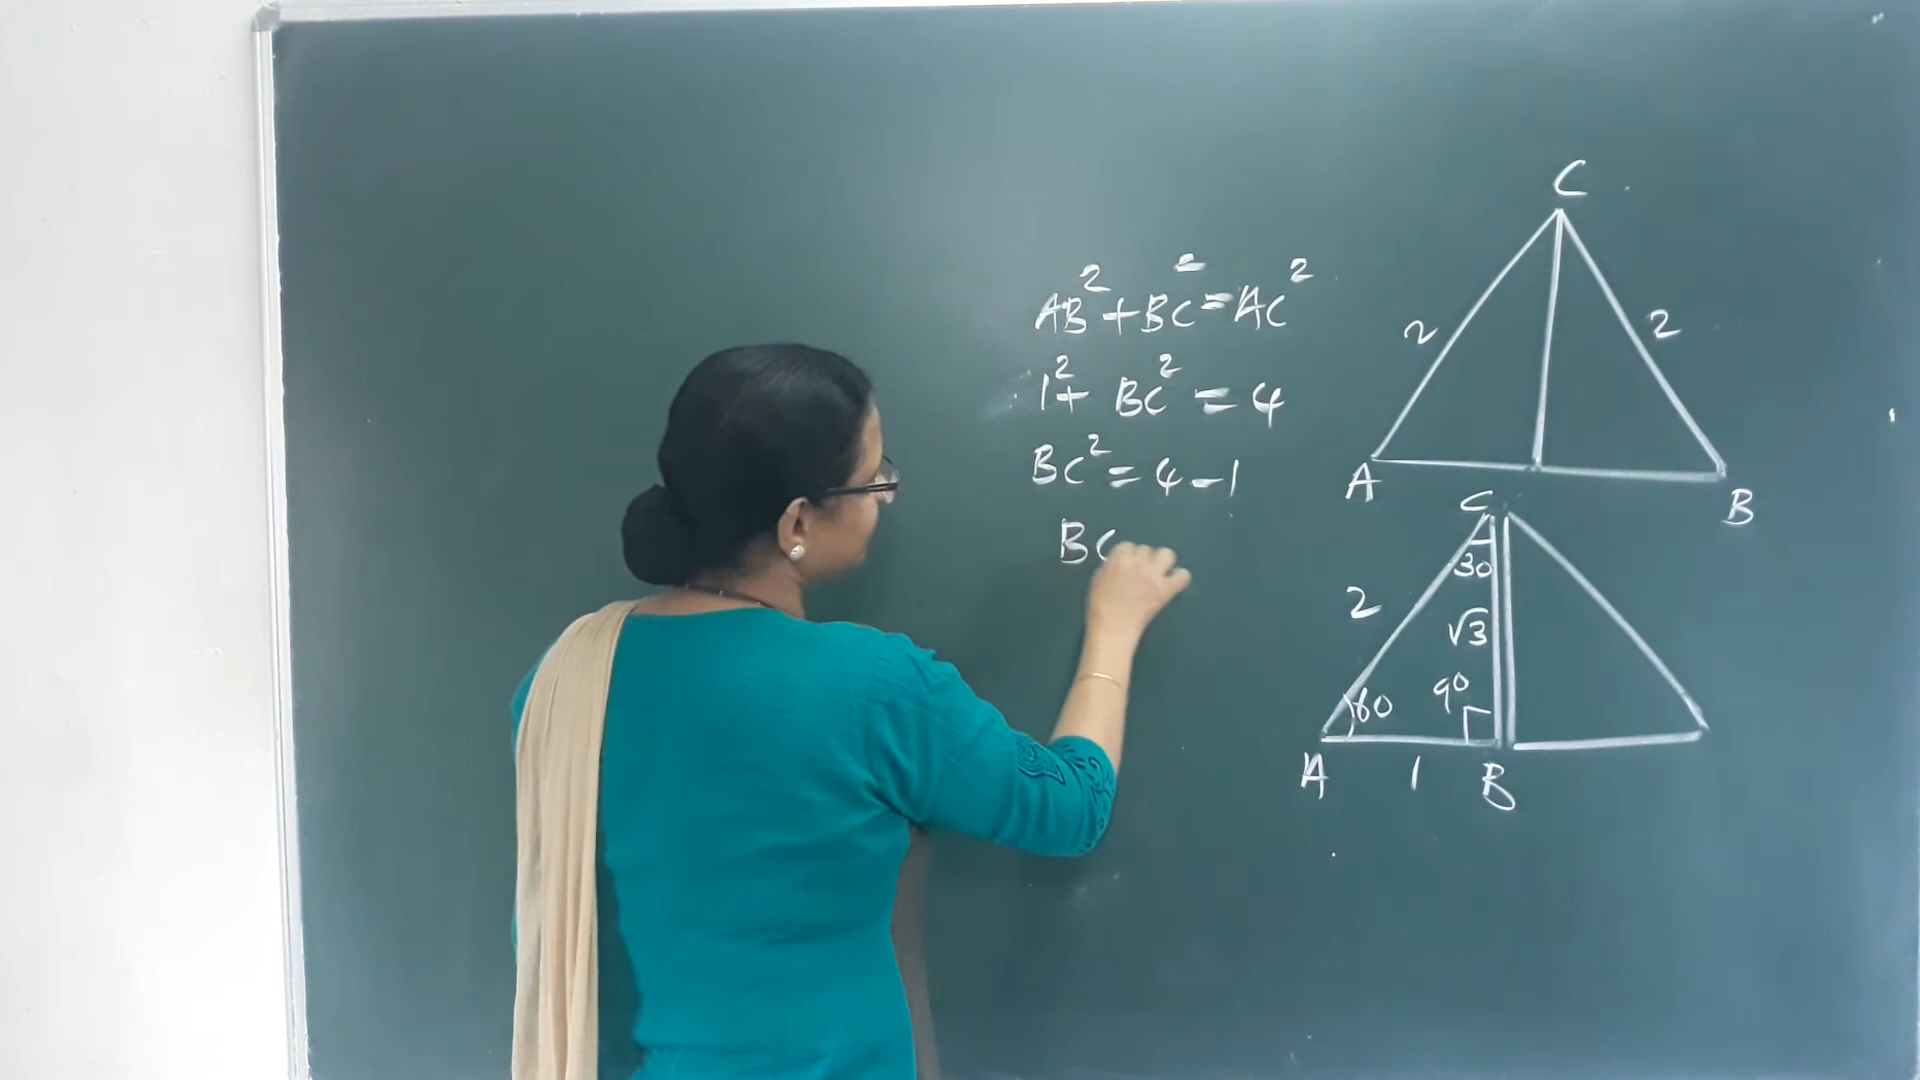 AB² + BC² = AC²
1² + BC² = 4
BC² = 4 - 1
BC
C
2
2
A
B
C
30
2
√3
60
90
A
1
B